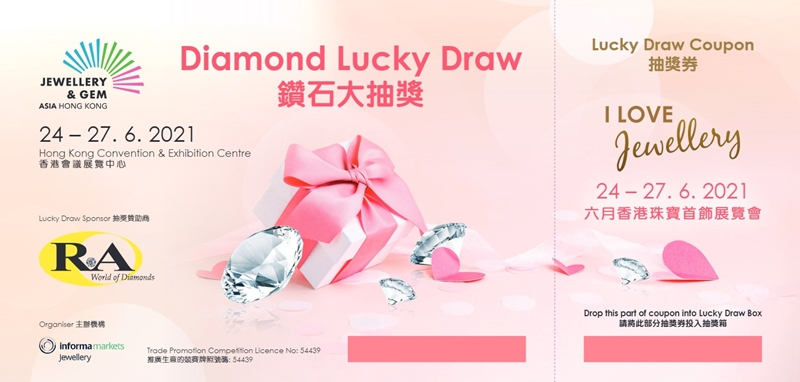 JEWELLERY
& GEM
ASIA HONG KONG
24 – 27. 6. 2021
Hong Kong Convention & Exhibition Centre
香港會議展覽中心
Diamond Lucky Draw
鑽石大抽獎
Lucky Draw Sponsor 抽獎贊助商
R&A
World of Diamonds
Organiser 主辦機構
informa markets
Jewellery
Trade Promotion Competition Licence No: 54439
推廣生意的競賽牌照號碼: 54439
Lucky Draw Coupon
抽獎券
I LOVE
Jewellery
24 – 27. 6. 2021
六月香港珠寶首飾展覽會
Drop this part of coupon into Lucky Draw Box
請將此部分抽獎券投入抽獎箱